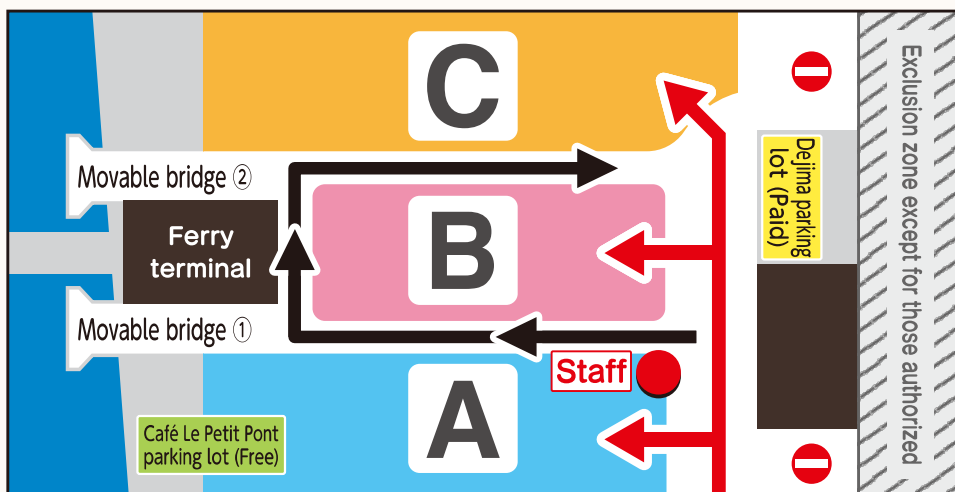 C
Movable bridge ②
Ferry
terminal
B
Movable bridge ①
Staff
A
Café Le Petit Pont
parking lot (Free)
Dejima parking
lot (Paid)
Exclusion zone except for those authorized